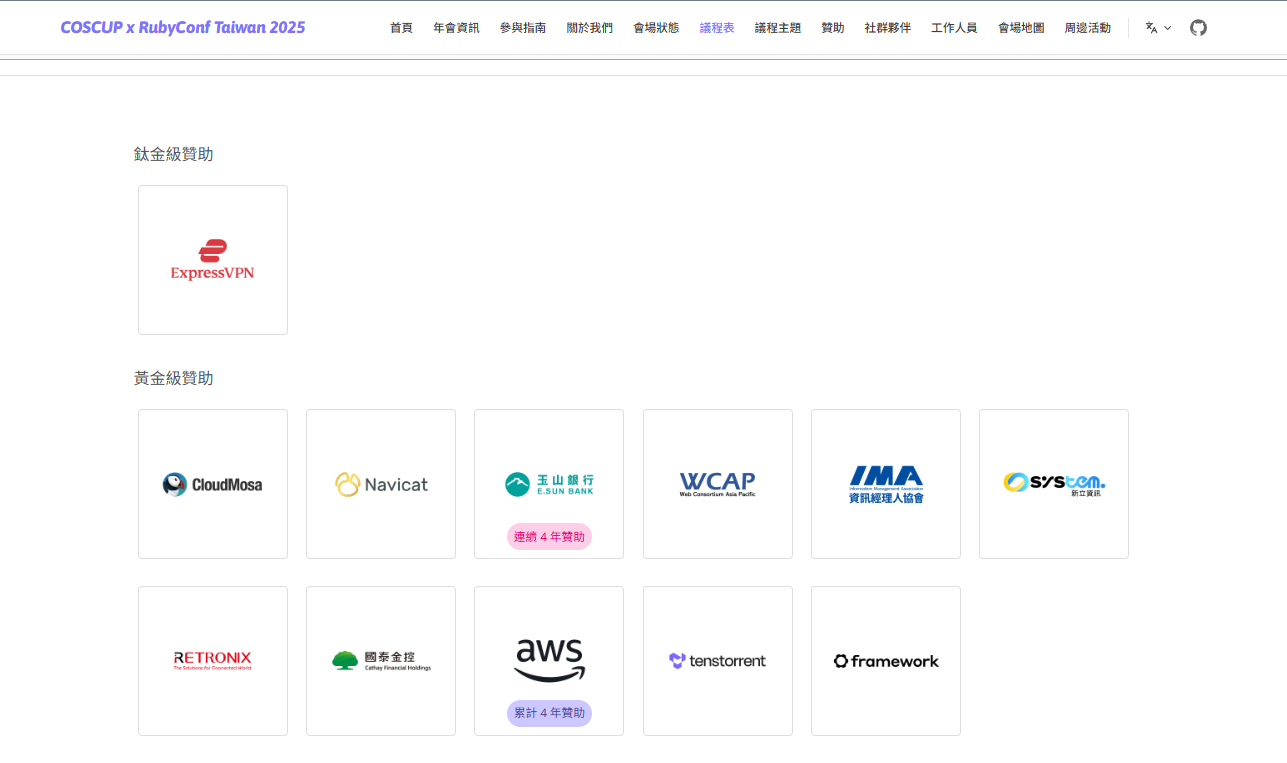 COSCUP x RubyConf Taiwan 2025 首頁 年會資訊 參與指南 關於我們 會場狀態 議程表 議程主題 贊助 社群夥伴 工作人員 會場地圖 周邊活動
鈦金級贊助
ExpressVPN
黃金級贊助
CloudMosa
Navicat
玉山銀行
E.SUN BANK
連續 4 年贊助
WCAP
Web Consortium Asia Pacific
IMA
Information Management Association
資訊經理人協會
system.
新立資訊
RETRONIX
The Solutions for Connected World
國泰金控
Cathay Financial Holdings
aws
累計 4 年贊助
tenstorrent
framework